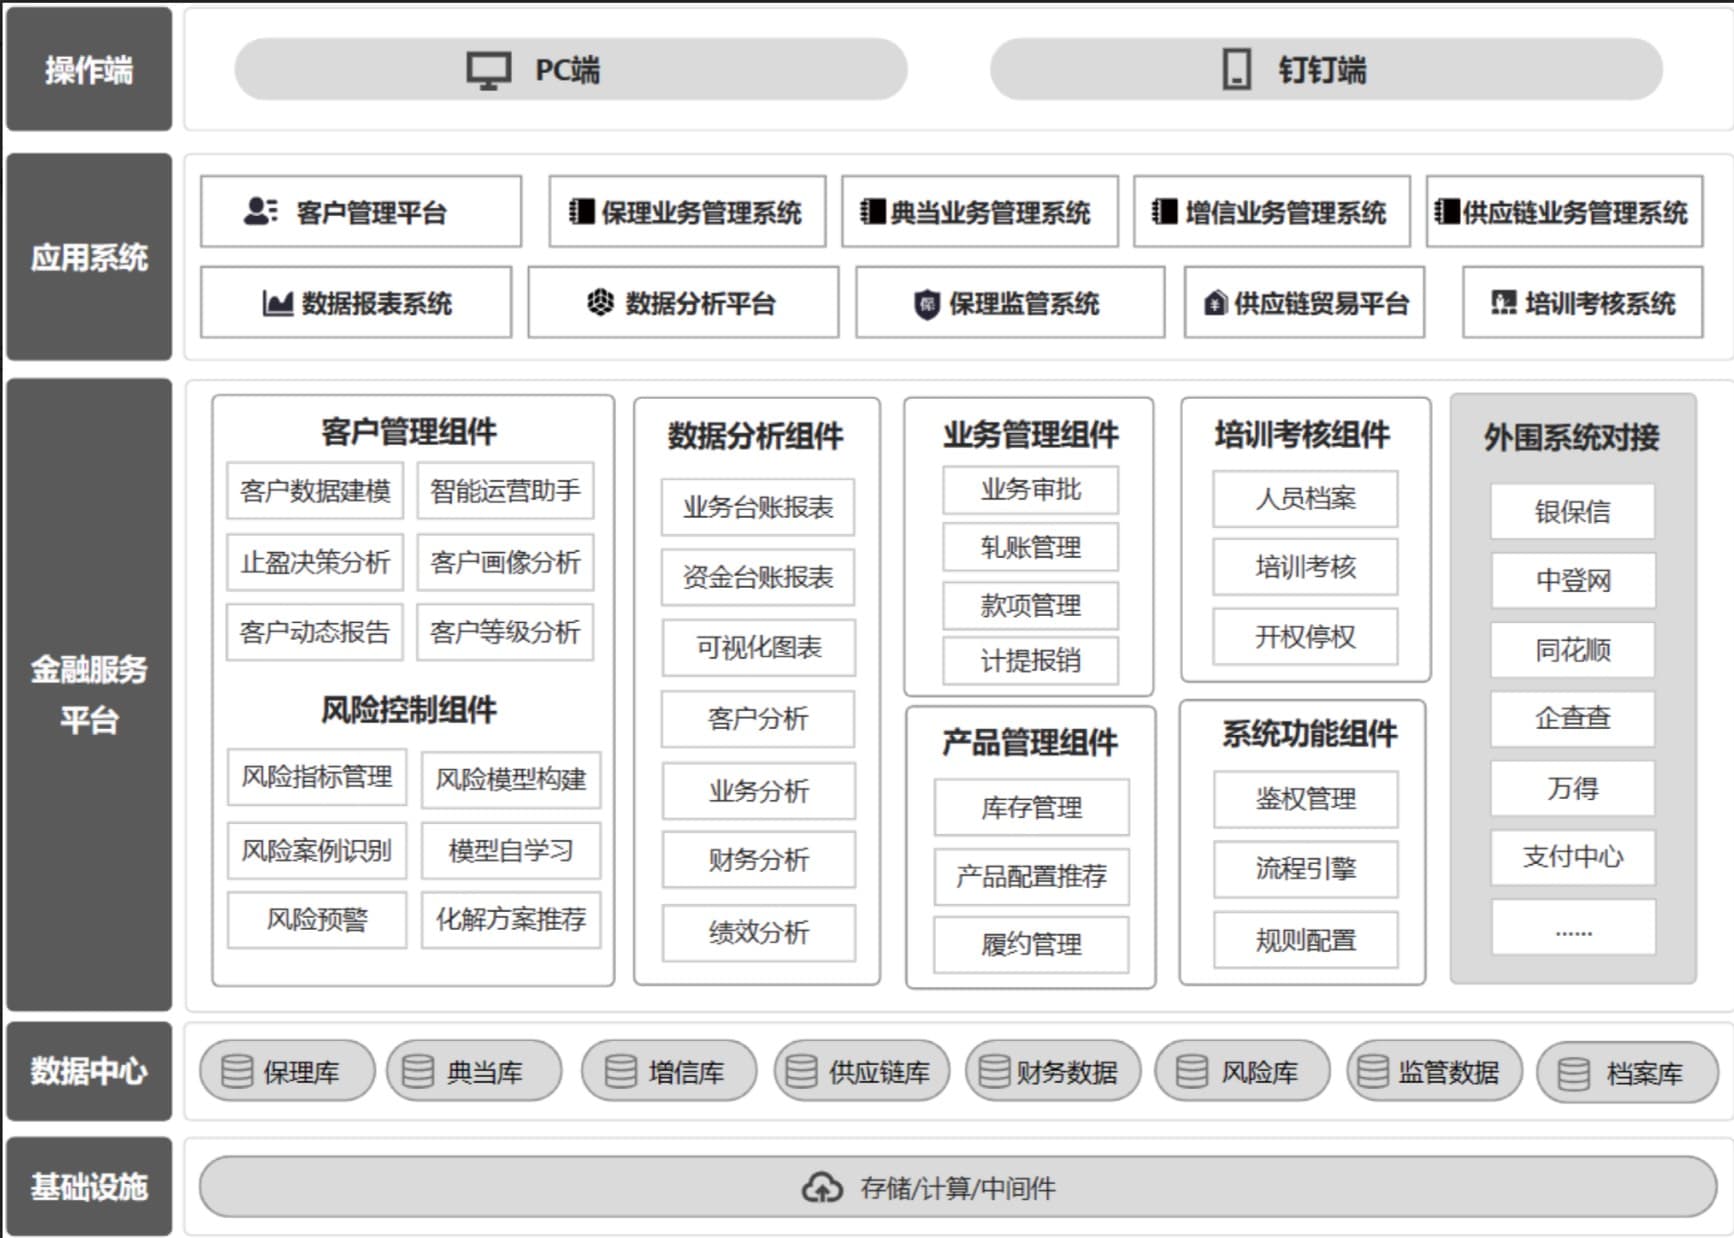 操作端
PC端
钉钉端
应用系统
客户管理平台
保理业务管理系统
典当业务管理系统
增信业务管理系统
供应链业务管理系统
数据报表系统
数据分析平台
保
保理监管系统
¥
供应链贸易平台
培训考核系统
金融服务
平台
客户管理组件
客户数据建模
智能运营助手
止盈决策分析
客户画像分析
客户动态报告
客户等级分析
风险控制组件
风险指标管理
风险模型构建
风险案例识别
模型自学习
风险预警
化解方案推荐
数据分析组件
业务台账报表
资金台账报表
可视化图表
客户分析
业务分析
财务分析
绩效分析
业务管理组件
业务审批
轧账管理
款项管理
计提报销
产品管理组件
库存管理
产品配置推荐
履约管理
培训考核组件
人员档案
培训考核
开权停权
系统功能组件
鉴权管理
流程引擎
规则配置
外围系统对接
银保信
中登网
同花顺
企查查
万得
支付中心
……
数据中心
保理库
典当库
增信库
供应链库
财务数据
风险库
监管数据
档案库
基础设施
存储/计算/中间件